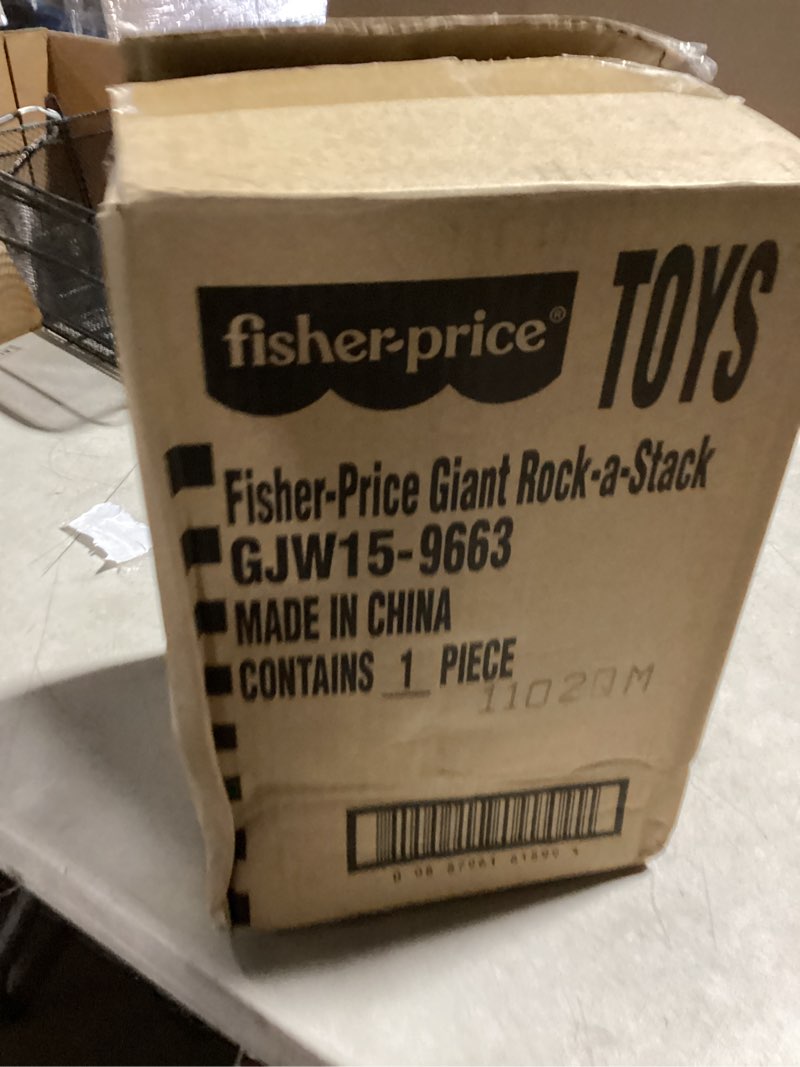 fisher-price® TOYS
Fisher-Price Giant Rock-a-Stack
GJW15-9663
MADE IN CHINA
CONTAINS 1 PIECE